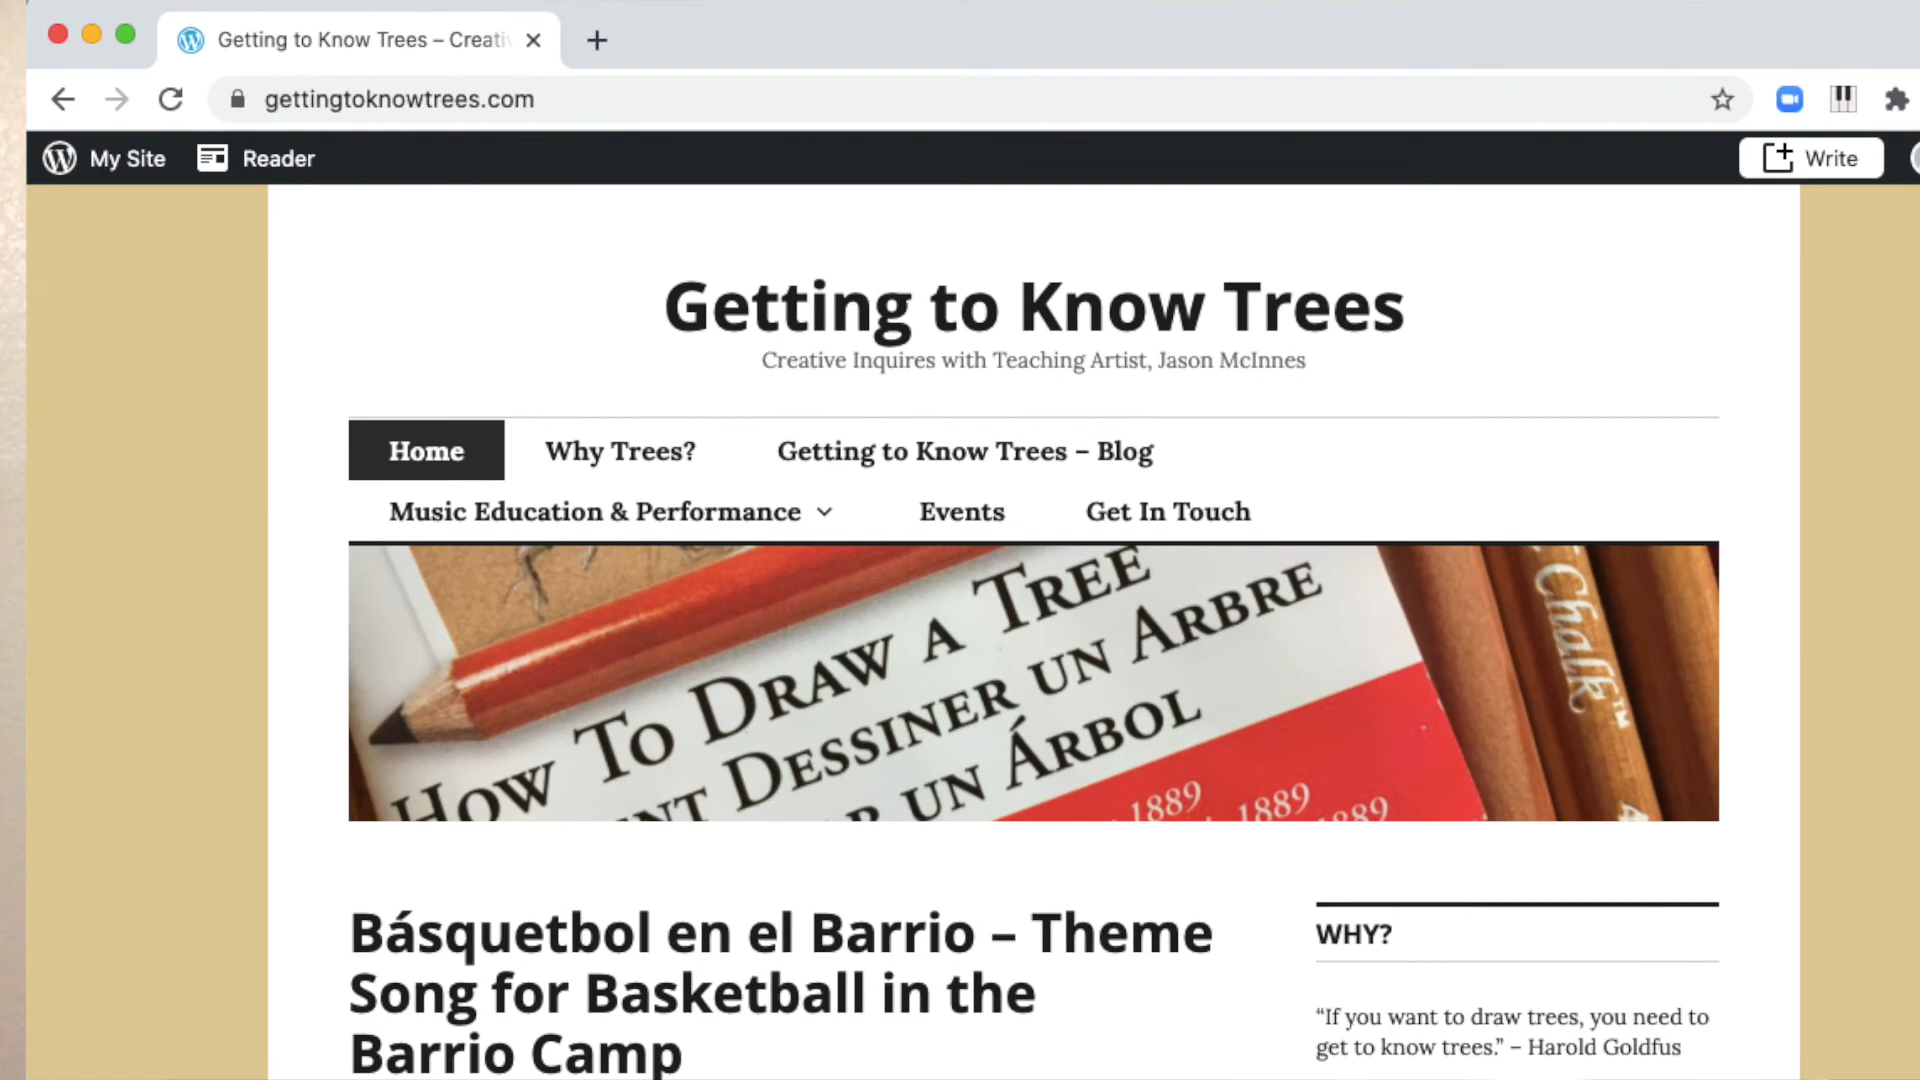 Getting to Know Trees – Creati
gettingtoknowtrees.com
My Site
Reader
Write
Getting to Know Trees
Creative Inquires with Teaching Artist, Jason McInnes
Home
Why Trees?
Getting to Know Trees – Blog
Music Education & Performance
Events
Get In Touch
How To Draw a Tree
nt Dessiner un Arbre
r un Árbol
1889
1889
1889
Chalk™
Básquetbol en el Barrio – Theme
Song for Basketball in the
Barrio Camp
WHY?
“If you want to draw trees, you need to
get to know trees.” – Harold Goldfus